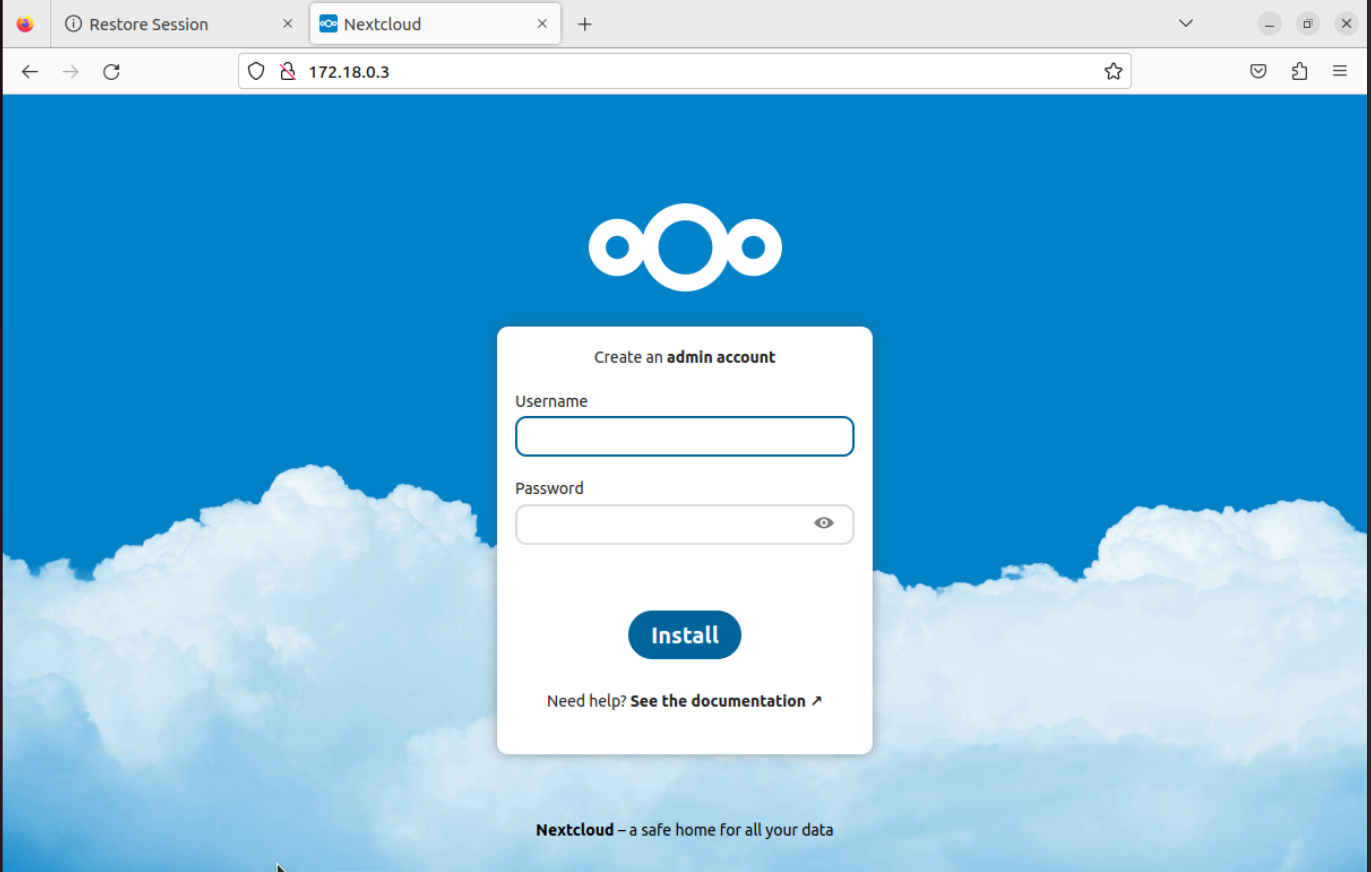 Restore Session
Nextcloud
172.18.0.3
Create an admin account
Username
Password
Install
Need help? See the documentation ↗
Nextcloud – a safe home for all your data